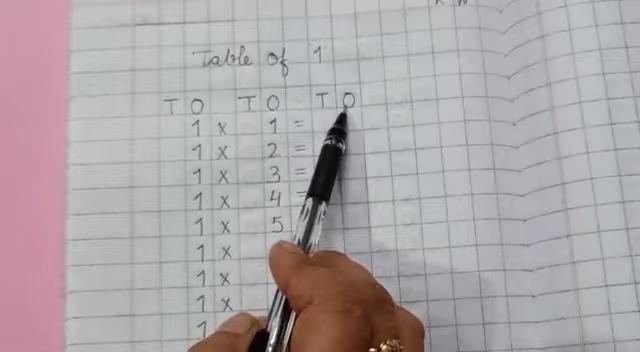 Table of 1
T O T O T O
1 x 1 =
1 x 2 =
1 x 3 =
1 x 4 =
1 x 5
1 x
1 x
1 x
1